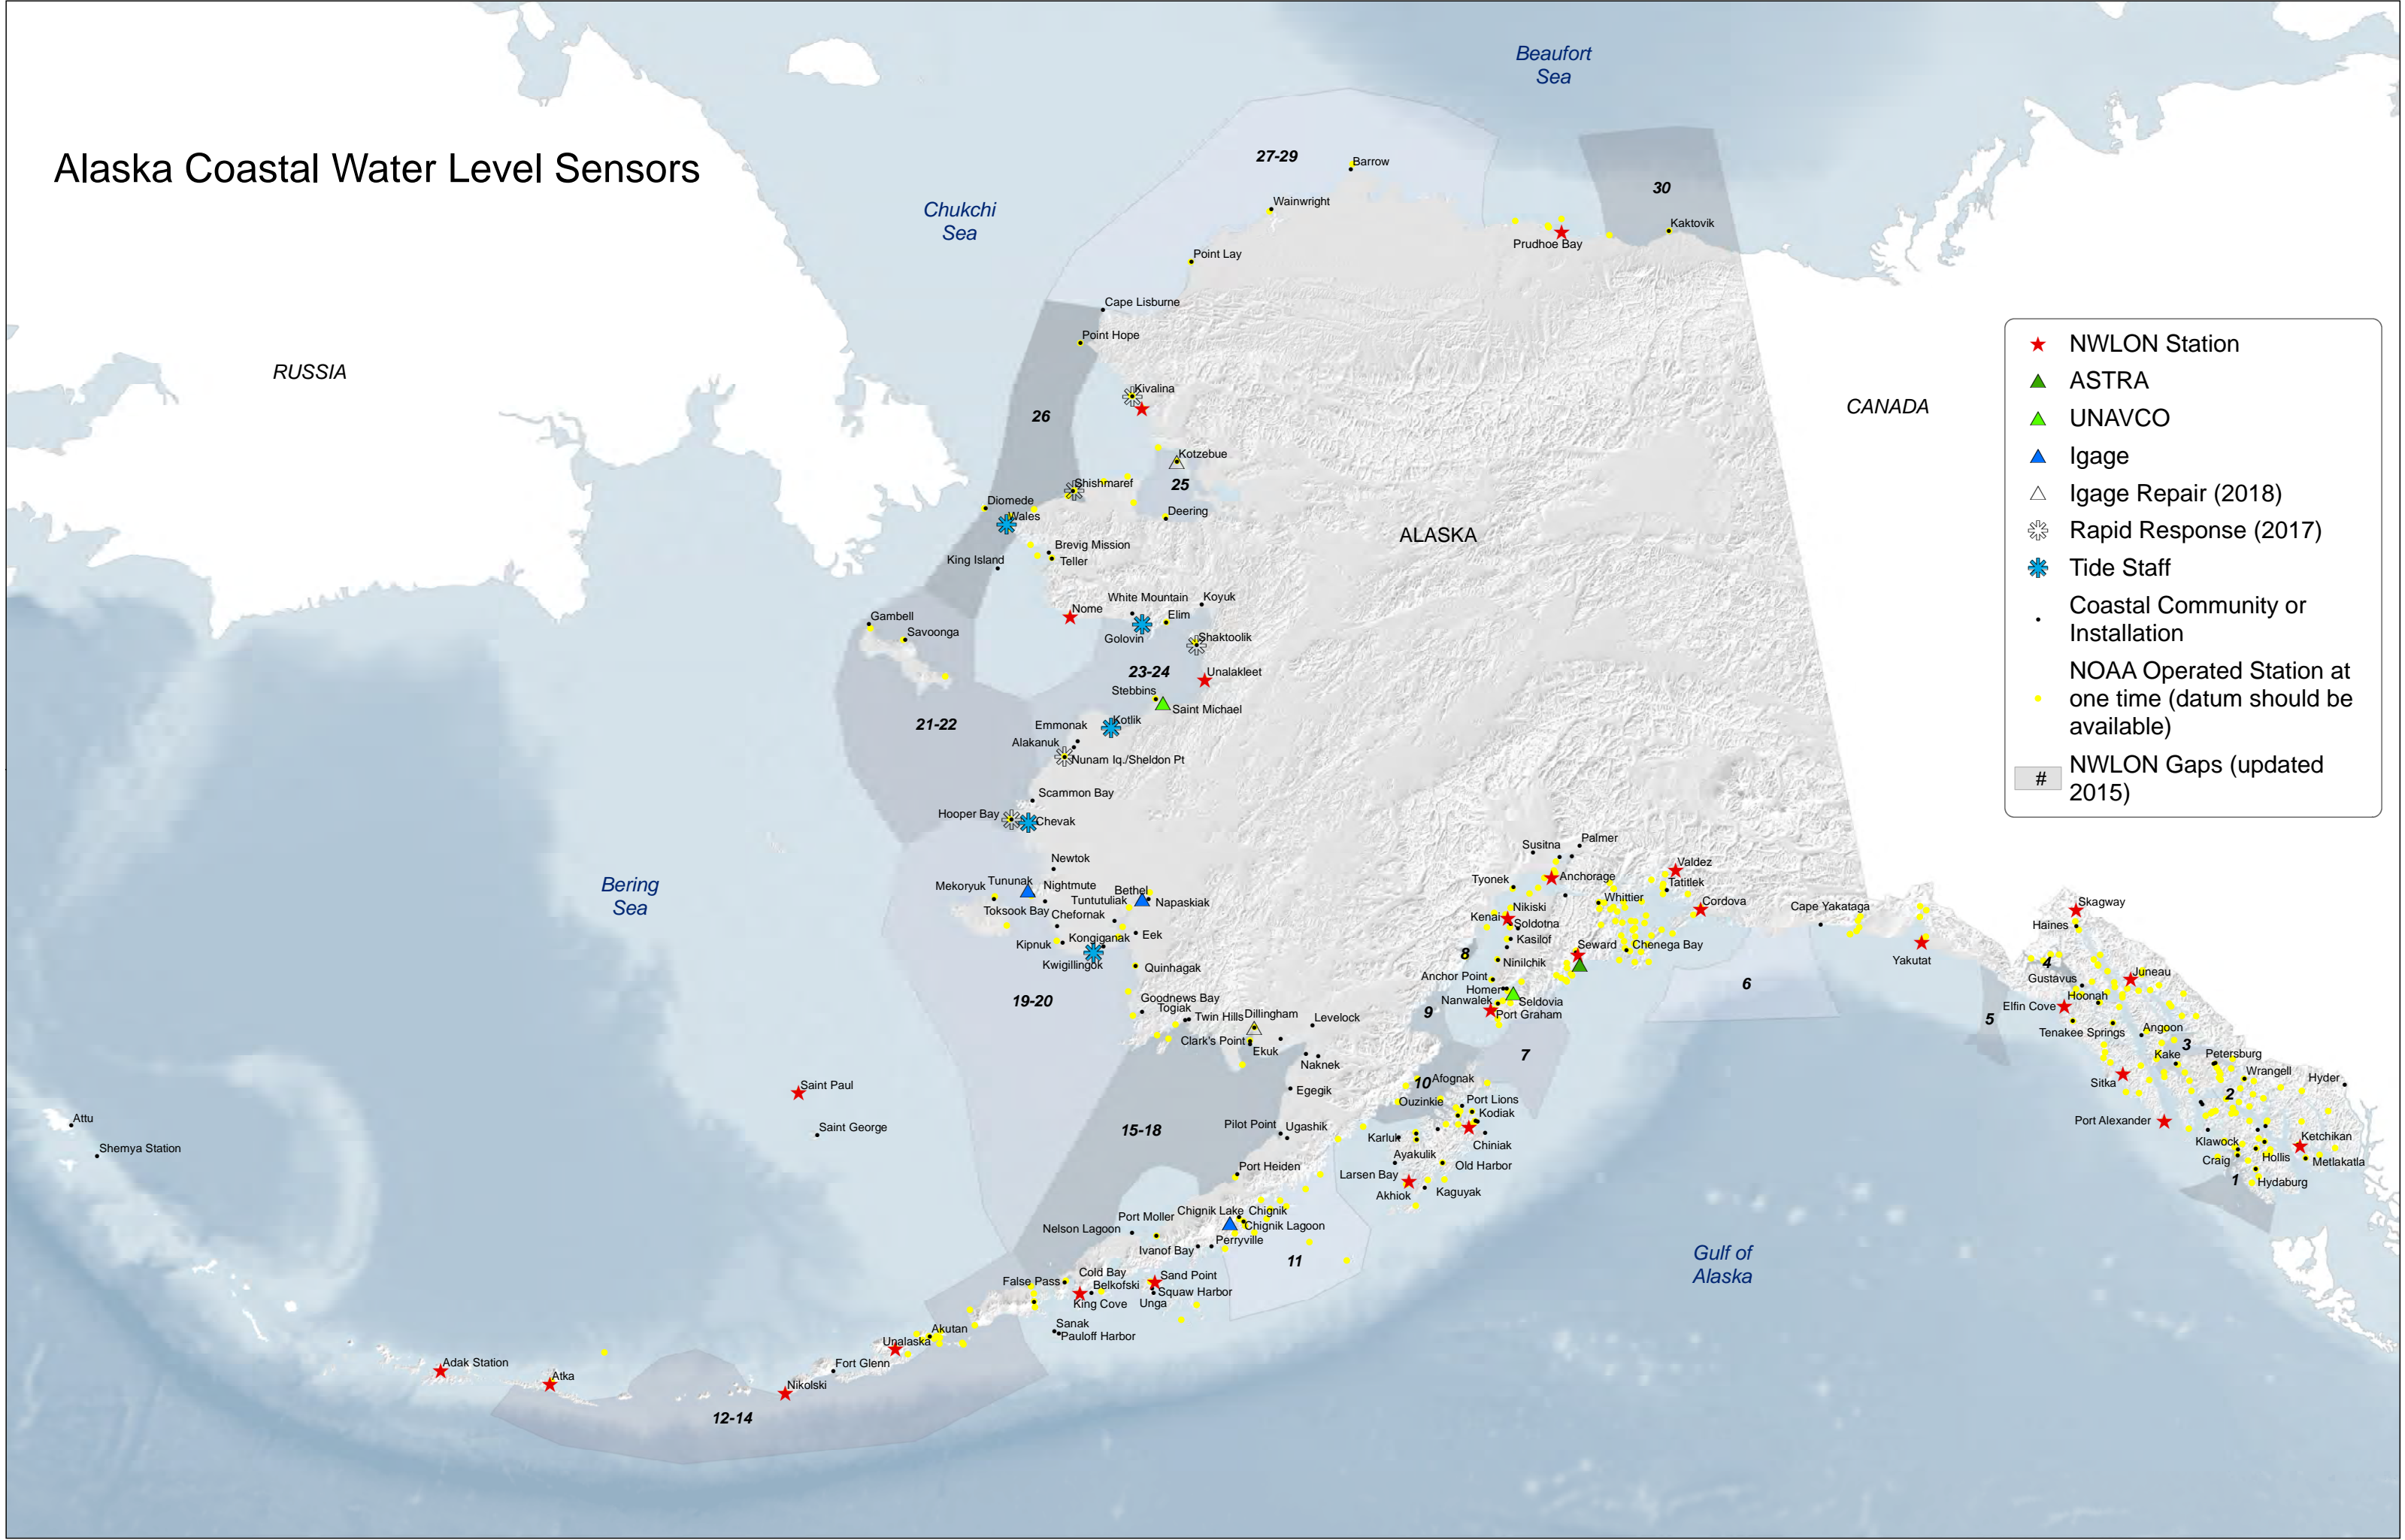 Alaska Coastal Water Level Sensors
Beaufort
Sea
Chukchi
Sea
RUSSIA
CANADA
ALASKA
Bering
Sea
Gulf of
Alaska
NWLON Station
ASTRA
UNAVCO
Igage
Igage Repair (2018)
Rapid Response (2017)
Tide Staff
Coastal Community or
Installation
NOAA Operated Station at
one time (datum should be
available)
#
NWLON Gaps (updated
2015)
27-29
30
Barrow
Wainwright
Point Lay
Prudhoe Bay
Kaktovik
Cape Lisburne
Point Hope
Kivalina
26
Kotzebue
25
Shishmaref
Diomede
Wales
Deering
Brevig Mission
Teller
King Island
White Mountain
Koyuk
Nome
Elim
Golovin
Shaktoolik
Gambell
Savoonga
23-24
Unalakleet
Stebbins
Saint Michael
21-22
Emmonak
Kotlik
Alakanuk
Nunam Iq./Sheldon Pt
Scammon Bay
Hooper Bay
Chevak
Newtok
Mekoryuk
Tununak
Nightmute
Bethel
Toksook Bay
Tuntutuliak
Napaskiak
Chefornak
Kipnuk
Kongiganak
Eek
Kwigillingok
Quinhagak
19-20
Goodnews Bay
Togiak
Twin Hills
Dillingham
Levelock
Clark's Point
Ekuk
Naknek
Egegik
Pilot Point
Ugashik
15-18
Port Heiden
Saint Paul
Saint George
Attu
Shemya Station
Port Moller
Nelson Lagoon
Chignik Lake
Chignik
Chignik Lagoon
Perryville
Ivanof Bay
11
Cold Bay
False Pass
Belkofski
King Cove
Sand Point
Squaw Harbor
Unga
Sanak
Pauloff Harbor
Akutan
Unalaska
Fort Glenn
Nikolski
Adak Station
Atka
12-14
Susitna
Palmer
Tyonek
Anchorage
Valdez
Tatitlek
Whittier
Cordova
Nikiski
Kenai
Soldotna
Kasilof
8
Ninilchik
Seward
Chenega Bay
Anchor Point
Homer
Nanwalek
Seldovia
Port Graham
9
7
6
10
Afognak
Ouzinkie
Port Lions
Kodiak
Karluk
Chiniak
Ayakulik
Larsen Bay
Old Harbor
Akhiok
Kaguyak
Cape Yakataga
Yakutat
5
Skagway
Haines
4
Gustavus
Juneau
Hoonah
Elfin Cove
Tenakee Springs
Angoon
3
Kake
Petersburg
Sitka
Wrangell
Hyder
2
Port Alexander
Klawock
Ketchikan
Craig
Hollis
Metlakatla
1
Hydaburg